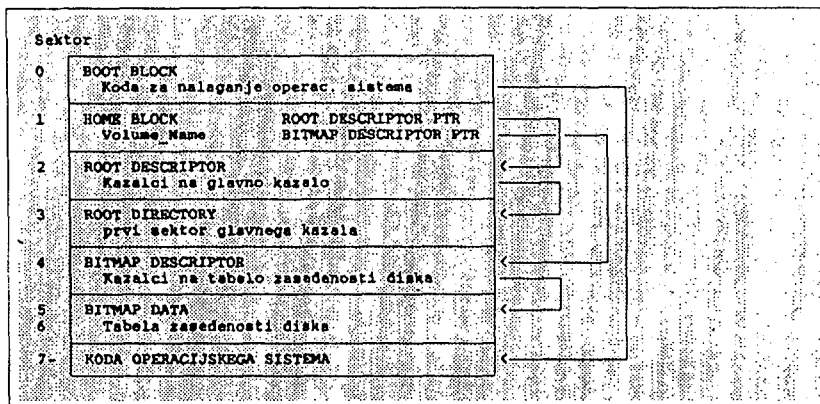 Sektor
0 BOOT BLOCK
Koda za nalaganje operac. sistema
1 HOME BLOCK ROOT DESCRIPTOR PTR
Volume_Name BITMAP DESCRIPTOR PTR
2 ROOT DESCRIPTOR
Kazalci na glavno kazalo
3 ROOT DIRECTORY
prvi sektor glavnega kazala
4 BITMAP DESCRIPTOR
Kazalci na tabelo zasedenosti diska
5 BITMAP DATA
6 Tabela zasedenosti diska
7- KODA OPERACIJSKEGA SISTEMA